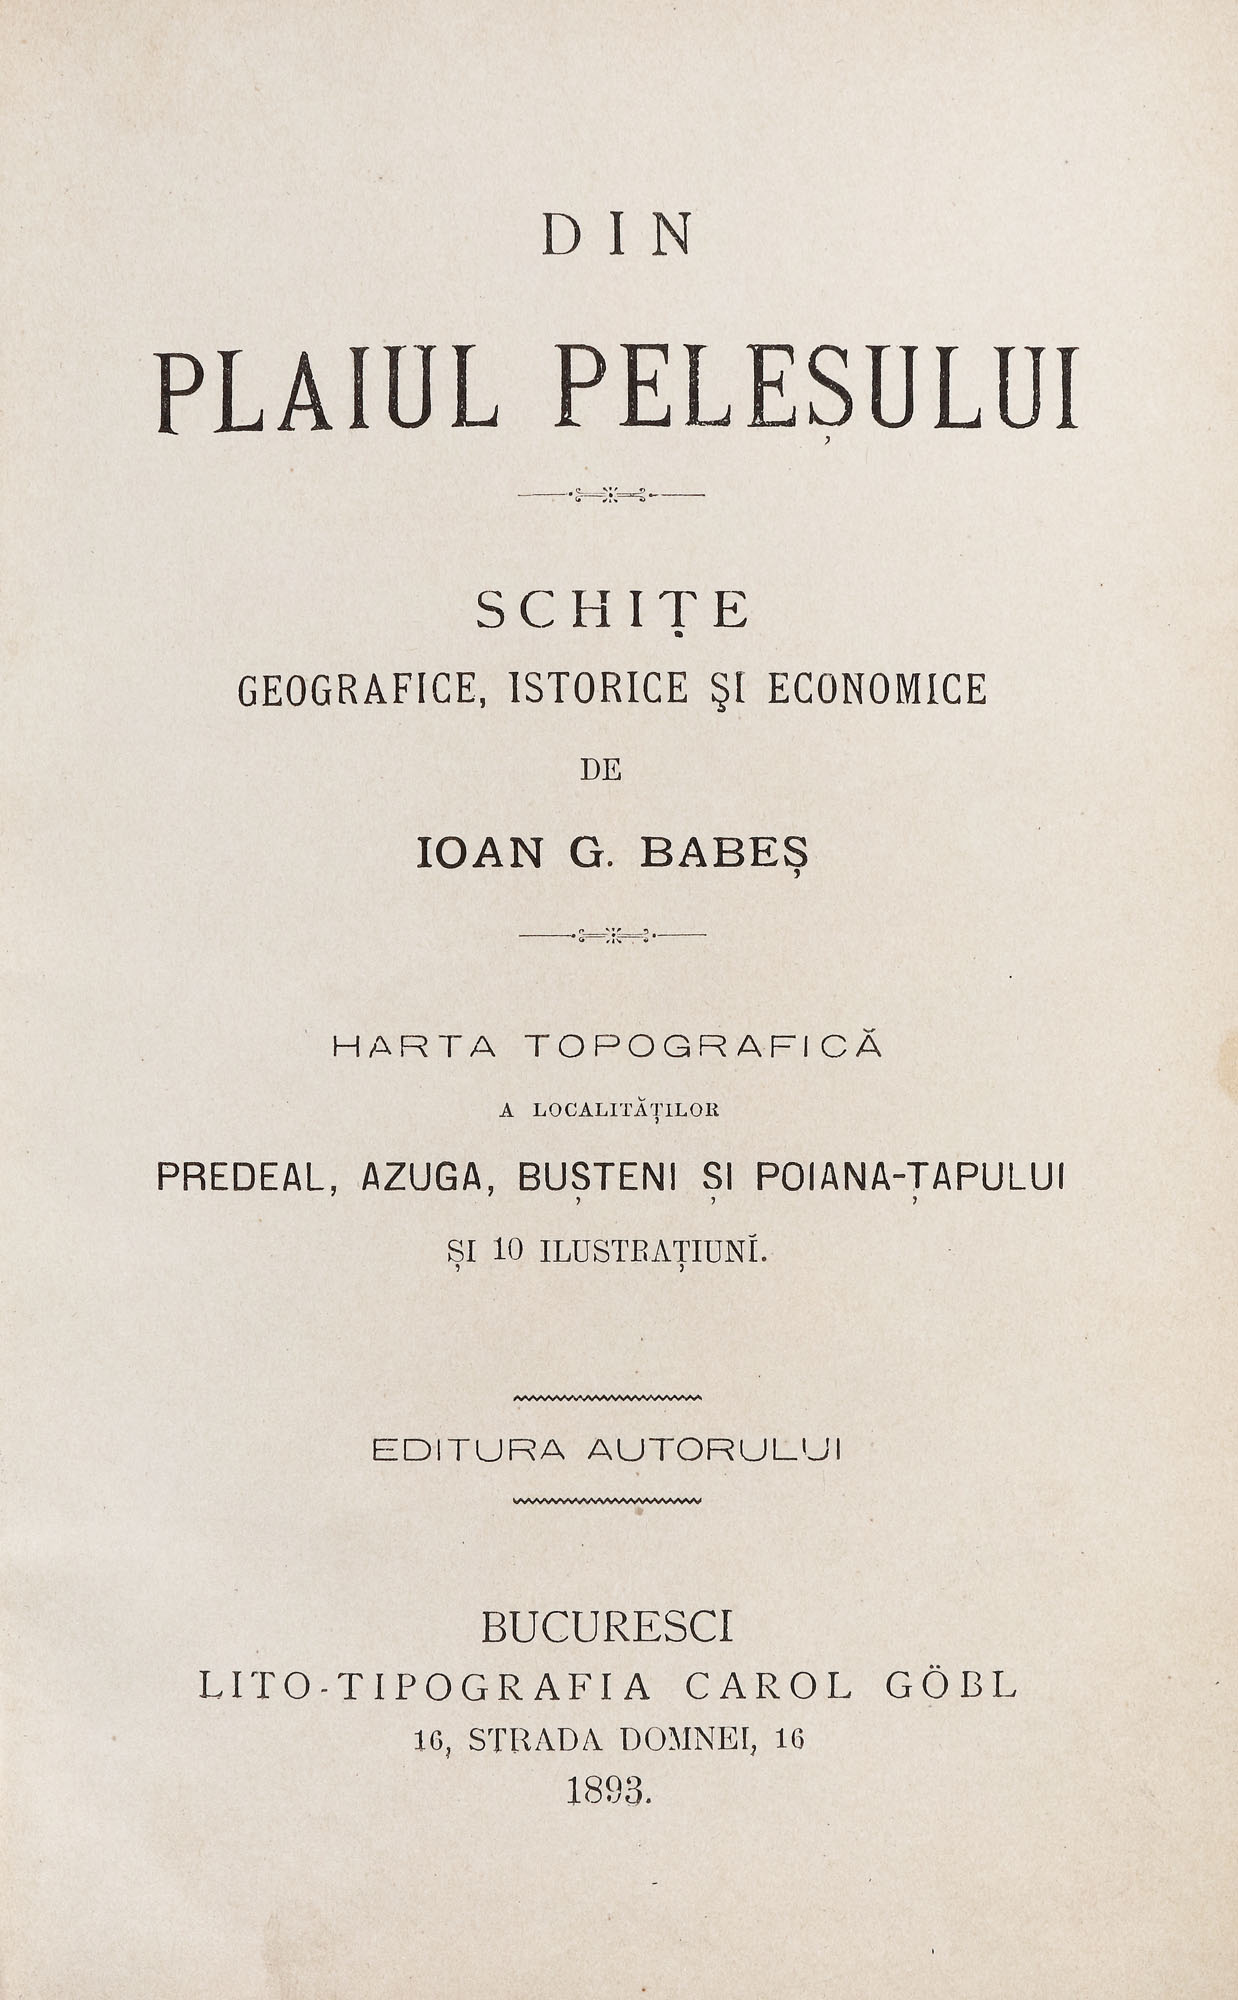 DIN
PLAIUL PELEȘULUI
SCHIȚE
GEOGRAFICE, ISTORICE ȘI ECONOMICE
DE
IOAN G. BABEȘ
HARTA TOPOGRAFICĂ
A LOCALITĂȚILOR
PREDEAL, AZUGA, BUȘTENI ȘI POIANA-ȚAPULUI
ȘI 10 ILUSTRAȚIUNĬ.
EDITURA AUTORULUI
BUCURESCI
LITO-TIPOGRAFIA CAROL GÖBL
16, STRADA DOMNEI, 16
1893.